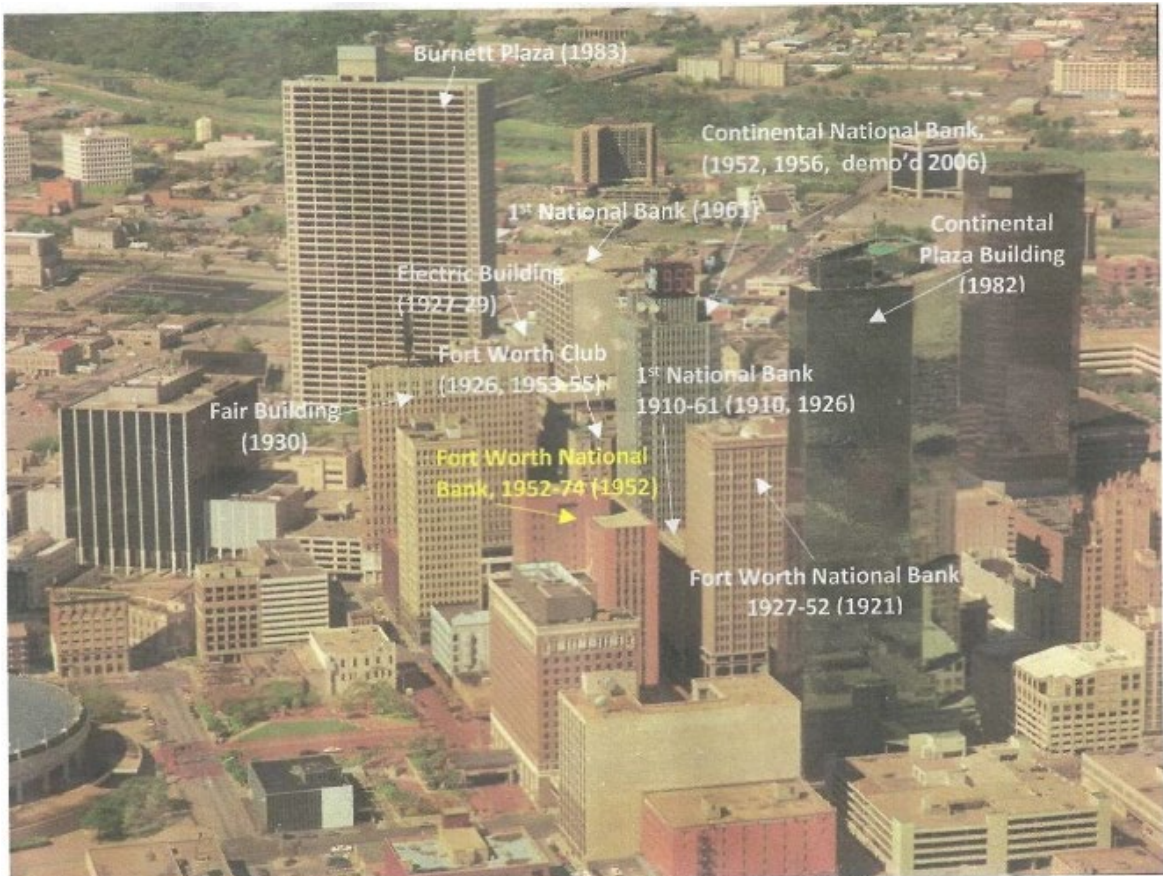 Burnett Plaza (1983)
Continental National Bank,
(1952, 1956, demo'd 2006)
1st National Bank (1961)
Continental
Plaza Building
(1982)
Electric Building
(1927-29)
Fort Worth Club
(1926, 1953-55)
1st National Bank
1910-61 (1910, 1926)
Fair Building
(1930)
Fort Worth National
Bank, 1952-74 (1952)
Fort Worth National Bank
1927-52 (1921)